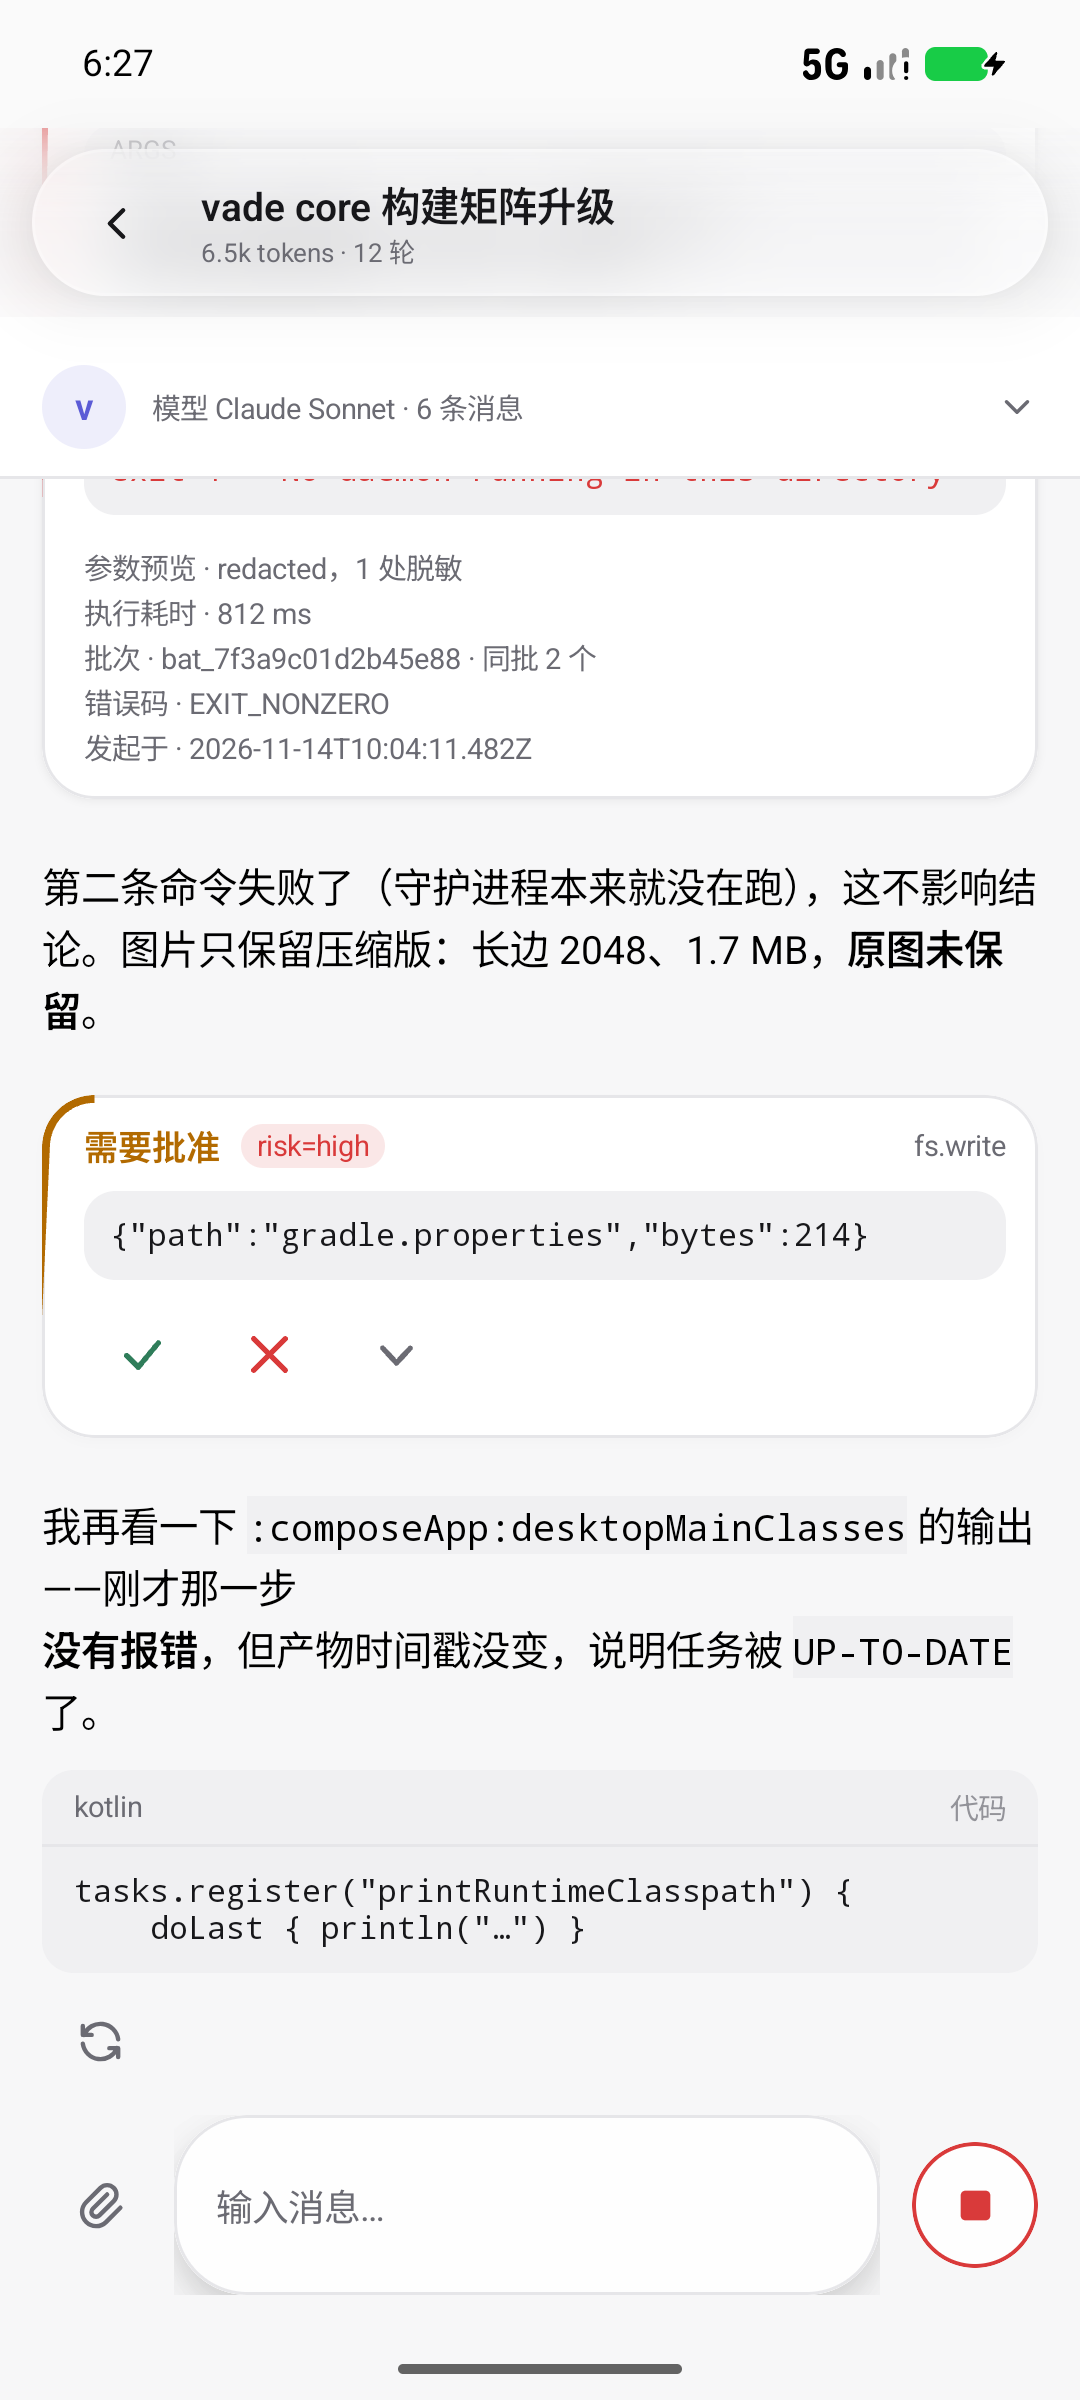 6:27
5G
ARGS
vade core 构建矩阵升级
6.5k tokens · 12 轮
v
模型 Claude Sonnet · 6 条消息
No daemon running in this directory
参数预览 · redacted，1 处脱敏
执行耗时 · 812 ms
批次 · bat_7f3a9c01d2b45e88 · 同批 2 个
错误码 · EXIT_NONZERO
发起于 · 2026-11-14T10:04:11.482Z
第二条命令失败了（守护进程本来就没在跑），这不影响结
论。图片只保留压缩版：长边 2048、1.7 MB，原图未保
留。
需要批准 risk=high fs.write
{"path":"gradle.properties","bytes":214}
我再看一下 :composeApp:desktopMainClasses 的输出
——刚才那一步
没有报错，但产物时间戳没变，说明任务被 UP-TO-DATE
了。
kotlin 代码
tasks.register("printRuntimeClasspath") {
    doLast { println("…") }
输入消息…